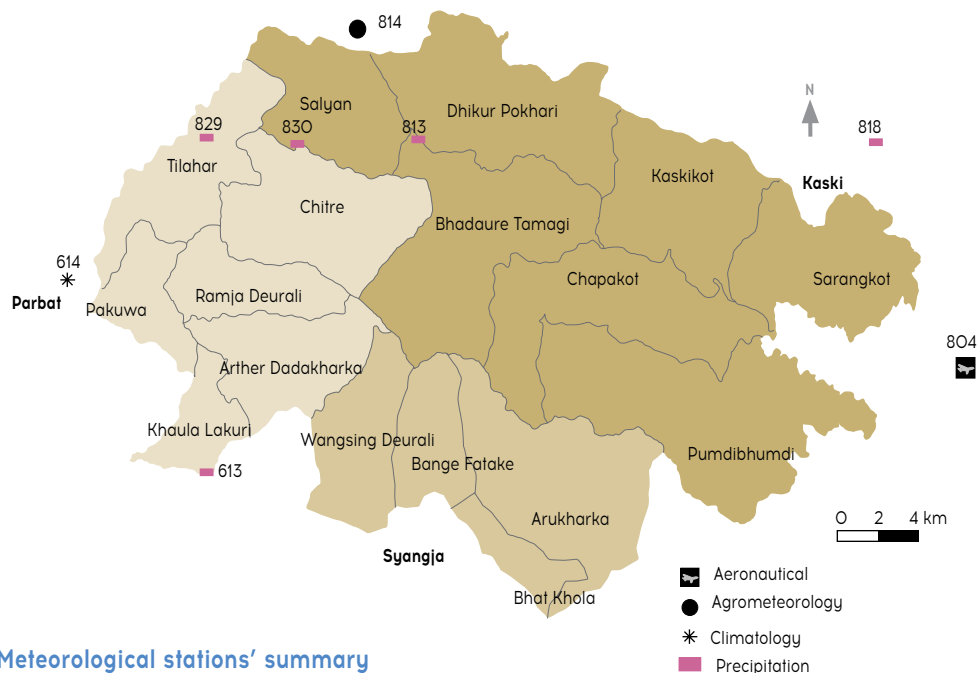 814
Salyan
Dhikur Pokhari
829
830
813
818
N
Tilahar
Kaskikot
Kaski
Chitre
Bhadaure Tamagi
614
Parbat
Pakuwa
Ramja Deurali
Chapakot
Sarangkot
804
Arther Dadakharka
Khaula Lakuri
Wangsing Deurali
Bange Fatake
Pumdibhumdi
613
Arukharka
0 2 4 km
Syangja
Bhat Khola
Aeronautical
Agrometeorology
Climatology
Precipitation
Meteorological stations' summary